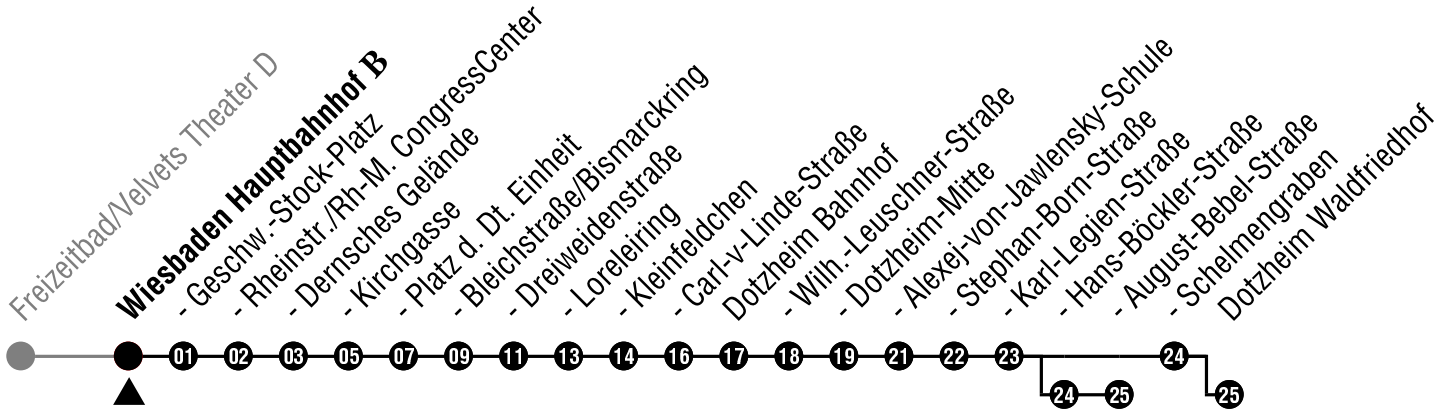 Freizeitbad/Velvets Theater D
Wiesbaden Hauptbahnhof B
- Geschw.-Stock-Platz
- Rheinstr./Rh-M. CongressCenter
- Dernsches Gelände
- Kirchgasse
- Platz d. Dt. Einheit
- Bleichstraße/Bismarckring
- Dreiweidenstraße
- Loreleiring
- Kleinfeldchen
- Carl-v-Linde-Straße
Dotzheim Bahnhof
- Wilh.-Leuschner-Straße
- Dotzheim-Mitte
- Alexej-von-Jawlensky-Schule
- Stephan-Born-Straße
- Karl-Legien-Straße
- Hans-Böckler-Straße
- August-Bebel-Straße
- Schelmengraben
Dotzheim Waldfriedhof
01 02 03 05 07 09 11 13 14 16 17 18 19 21 22 23 24
24 25 25